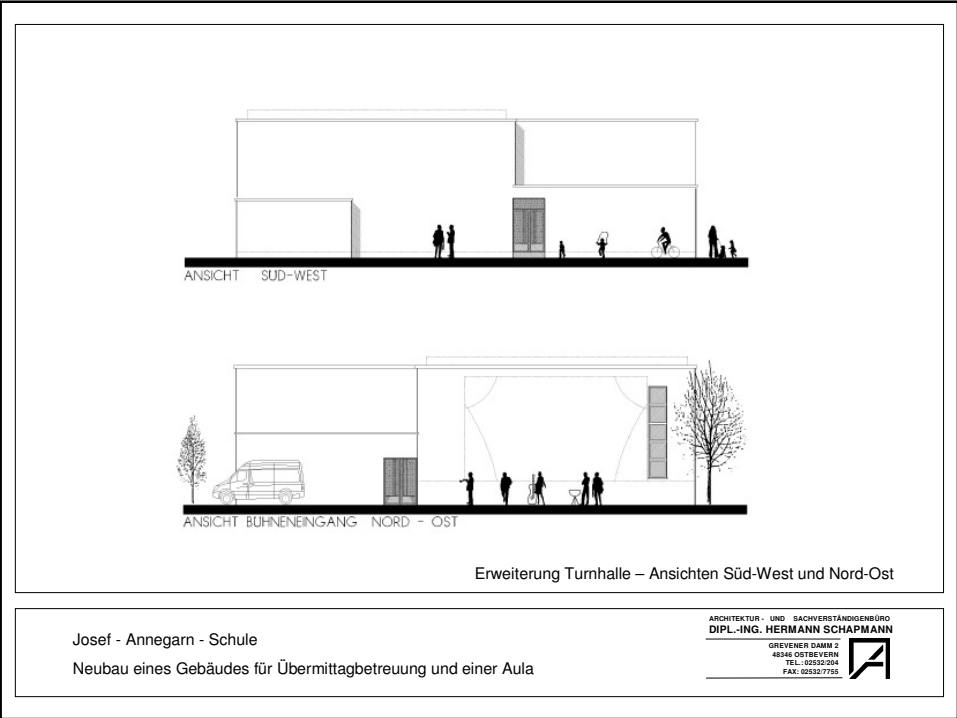 ANSICHT SÜD-WEST
ANSICHT BÜHNENEINGANG NORD - OST
Erweiterung Turnhalle – Ansichten Süd-West und Nord-Ost
Josef - Annegarn - Schule
Neubau eines Gebäudes für Übermittagbetreuung und einer Aula
ARCHITEKTUR - UND SACHVERSTÄNDIGENBÜRO
DIPL.-ING. HERMANN SCHAPMANN
GREVENER DAMM 2
48346 OSTBEVERN
TEL.: 02532/204
FAX: 02532/7755